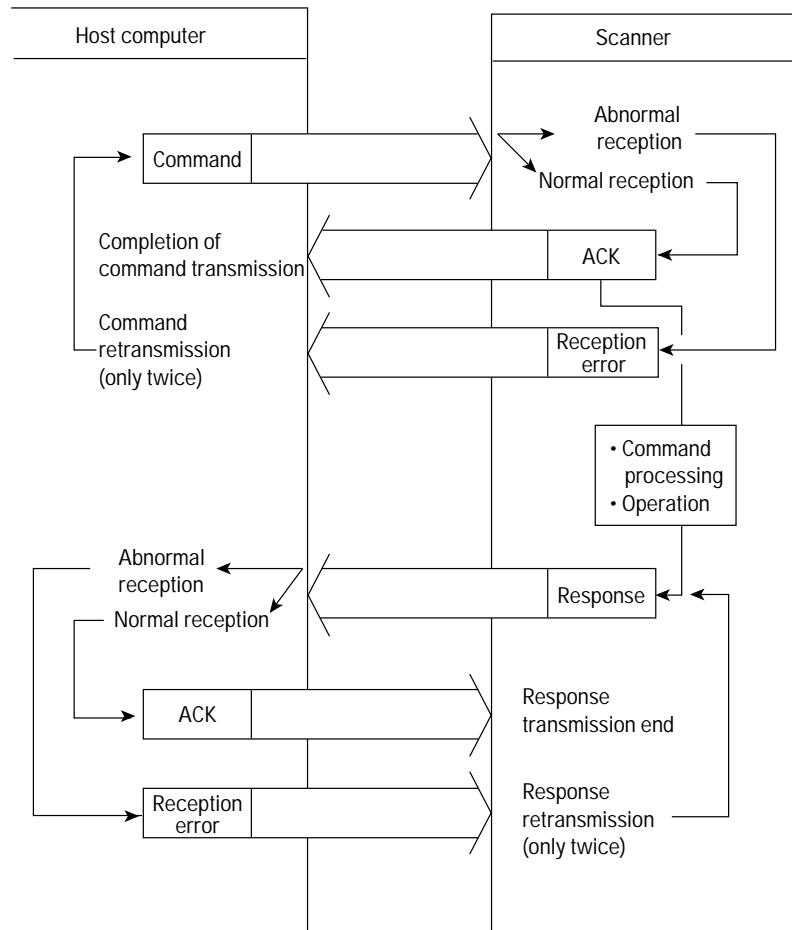 Host computer
Scanner
Command
Abnormal
reception
Normal reception
Completion of
command transmission
ACK
Command
retransmission
(only twice)
Reception
error
• Command
processing
• Operation
Abnormal
reception
Normal reception
Response
ACK
Response
transmission end
Reception
error
Response
retransmission
(only twice)